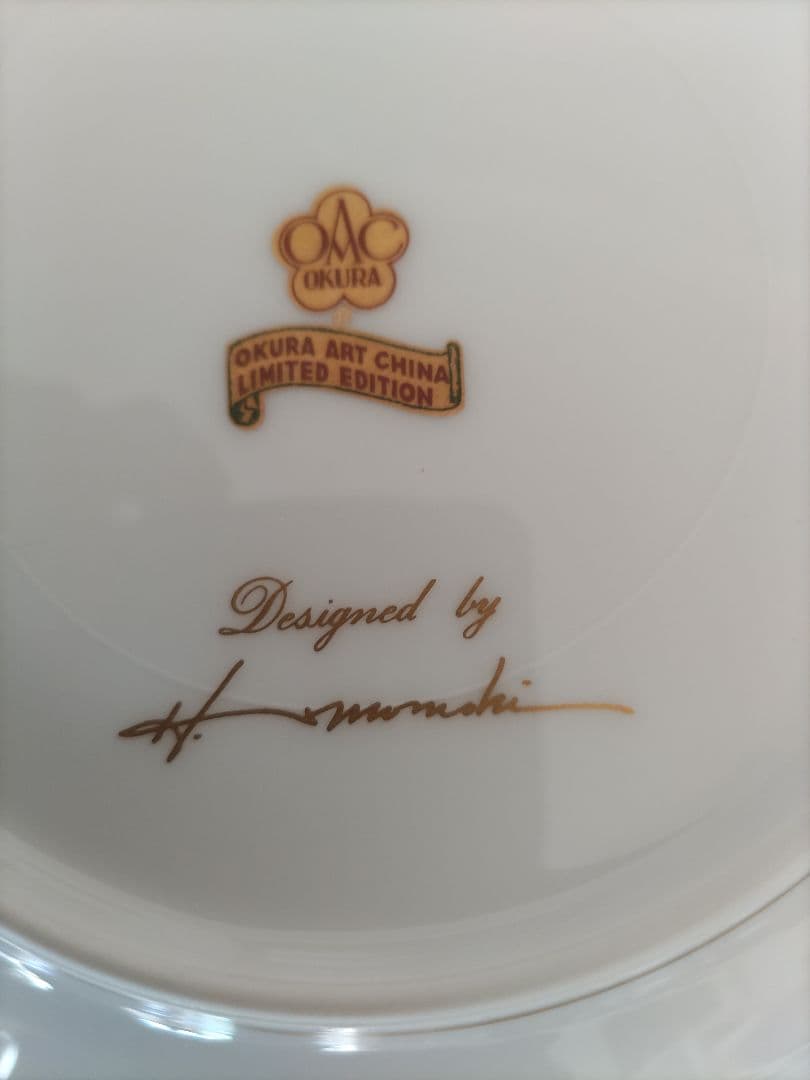 OAC
OKURA
OKURA ART CHINA
LIMITED EDITION
Designed by
H.